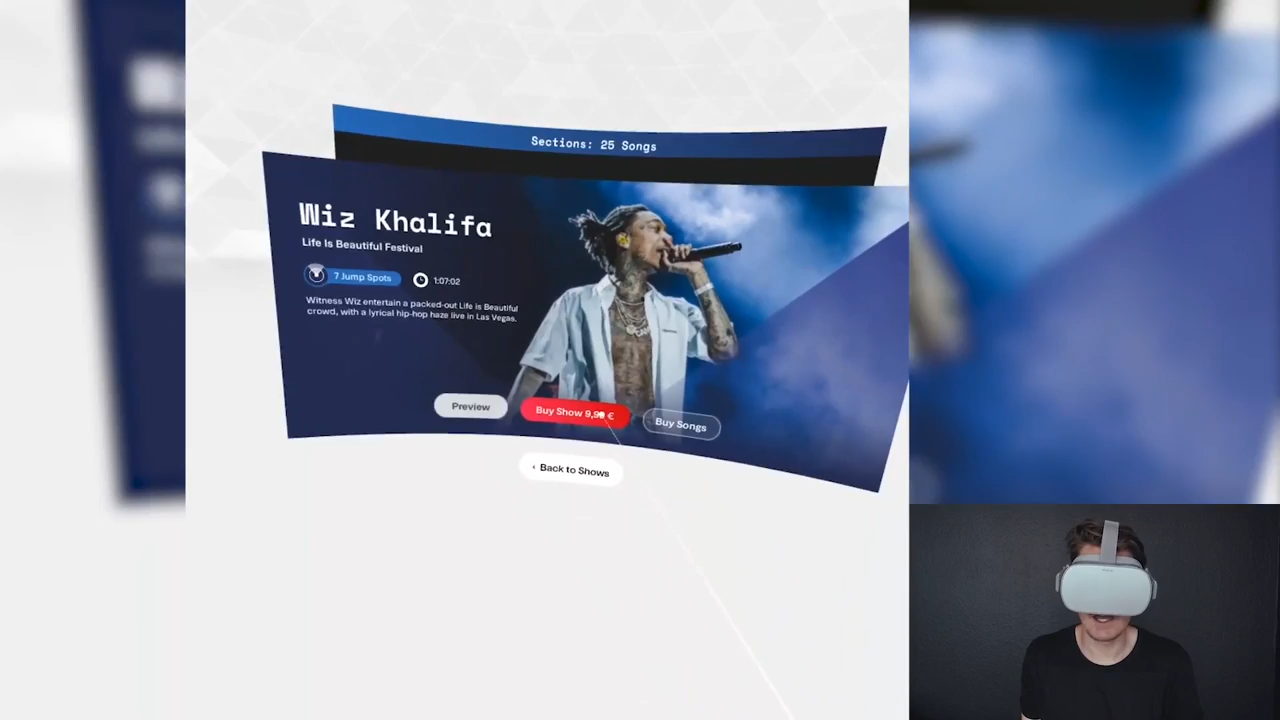 Sections: 25 Songs
Wiz Khalifa
Life Is Beautiful Festival
7 Jump Spots 1:07:02
Witness Wiz entertain a packed-out Life is Beautiful
crowd, with a lyrical hip-hop haze live in Las Vegas.
Preview
Buy Show 9,99 €
Buy Songs
‹ Back to Shows